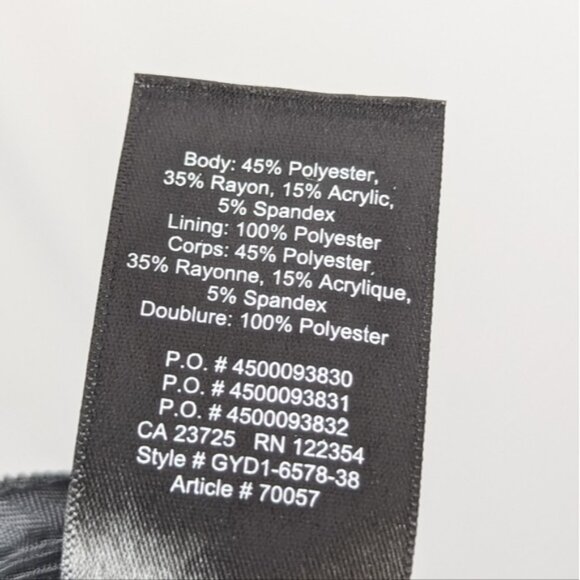 Body: 45% Polyester,
35% Rayon, 15% Acrylic,
5% Spandex
Lining: 100% Polyester
Corps: 45% Polyester,
35% Rayonne, 15% Acrylique,
5% Spandex
Doublure: 100% Polyester
P.O. # 4500093830
P.O. # 4500093831
P.O. # 4500093832
CA 23725 RN 122354
Style # GYD1-6578-38
Article # 70057